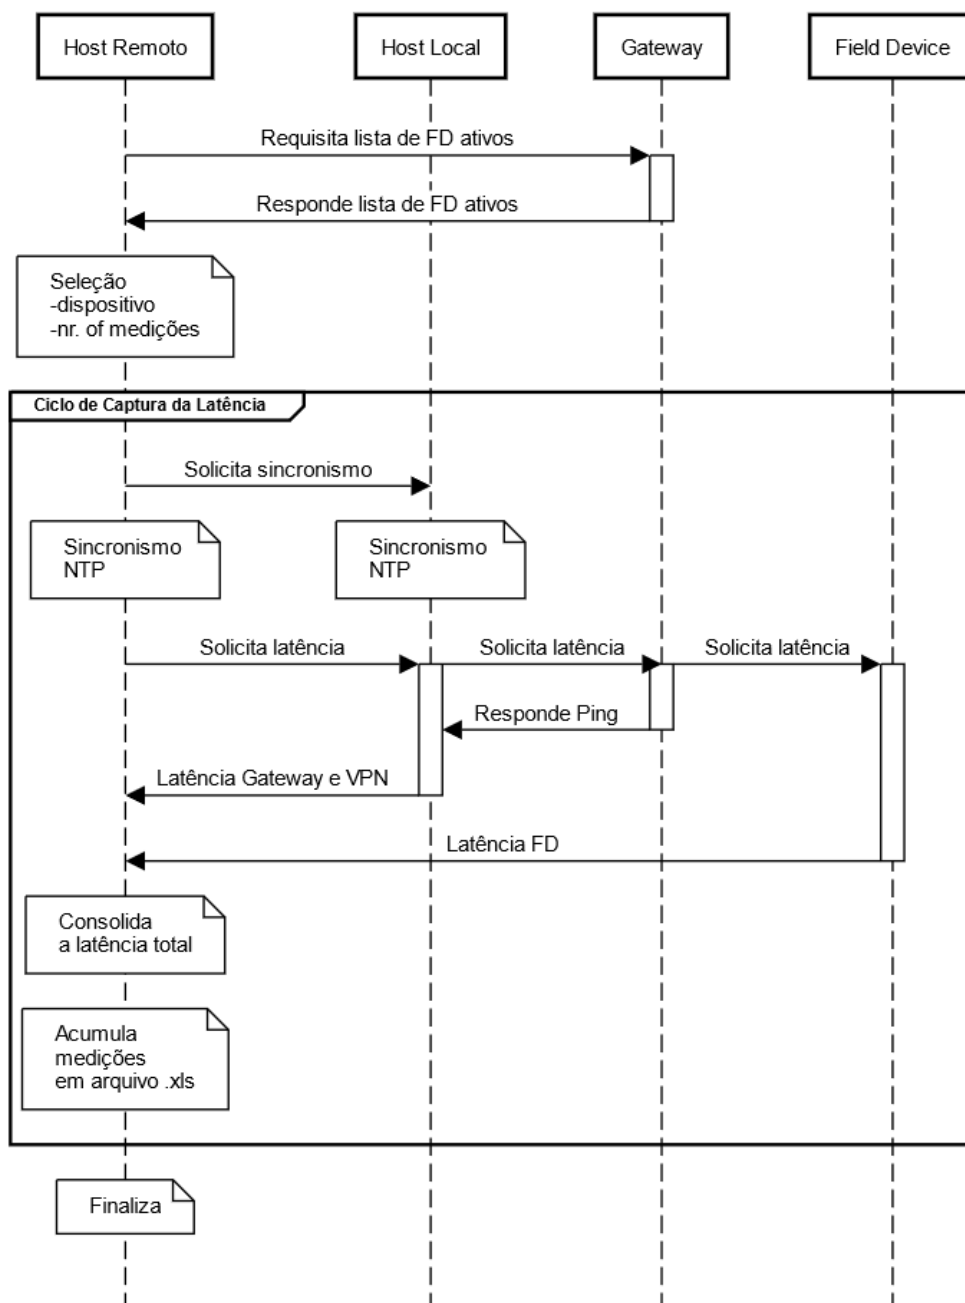 Host Remoto
Host Local
Gateway
Field Device
Requisita lista de FD ativos
Responde lista de FD ativos
Seleção
-dispositivo
-nr. of medições
Ciclo de Captura da Latência
Solicita sincronismo
Sincronismo
NTP
Sincronismo
NTP
Solicita latência
Solicita latência
Solicita latência
Responde Ping
Latência Gateway e VPN
Latência FD
Consolida
a latência total
Acumula
medições
em arquivo .xls
Finaliza